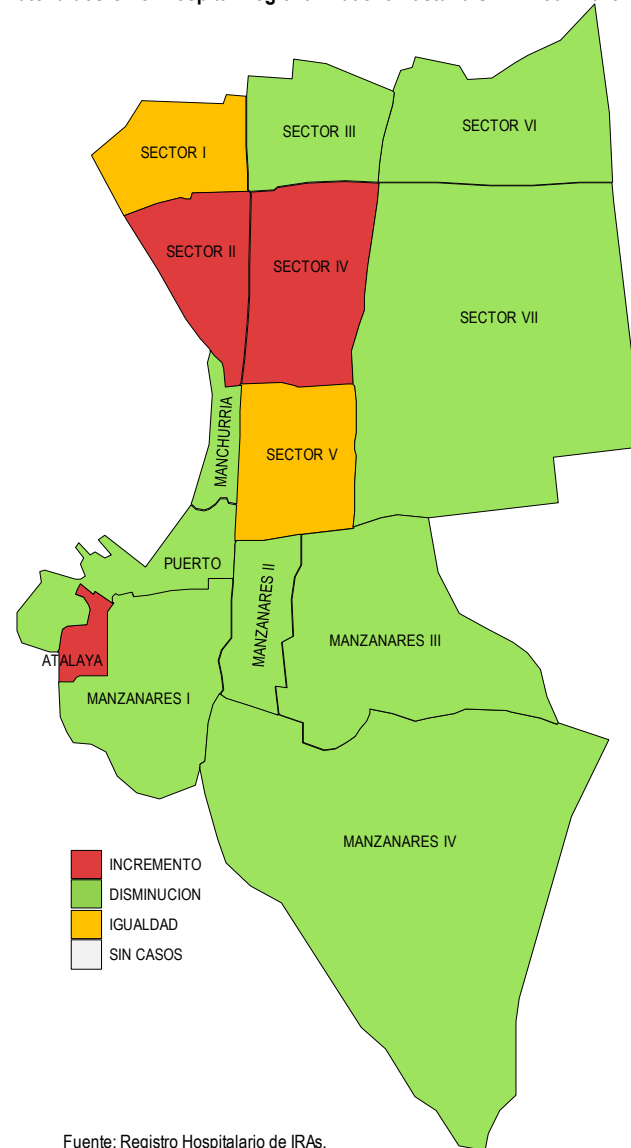 SECTOR VI
SECTOR III
SECTOR I
SECTOR II
SECTOR IV
SECTOR VII
MANCHURRIA
SECTOR V
PUERTO
MANZANARES II
MANZANARES III
ATALAYA
MANZANARES I
MANZANARES IV
INCREMENTO
DISMINUCION
IGUALDAD
SIN CASOS
Fuente: Registro Hospitalario de IRAs.